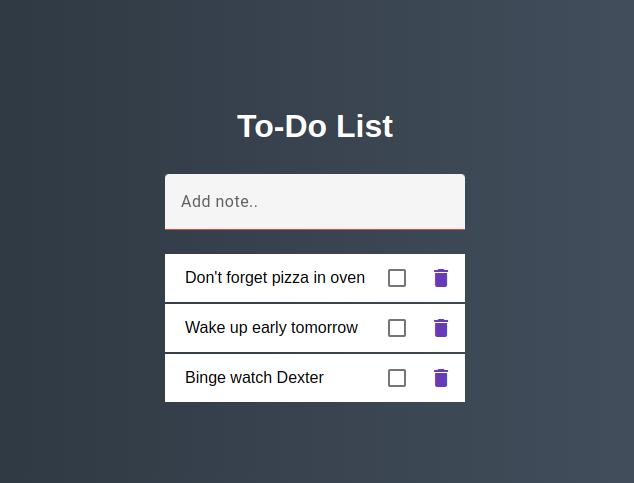 To-Do List
Add note..
Don't forget pizza in oven
Wake up early tomorrow
Binge watch Dexter